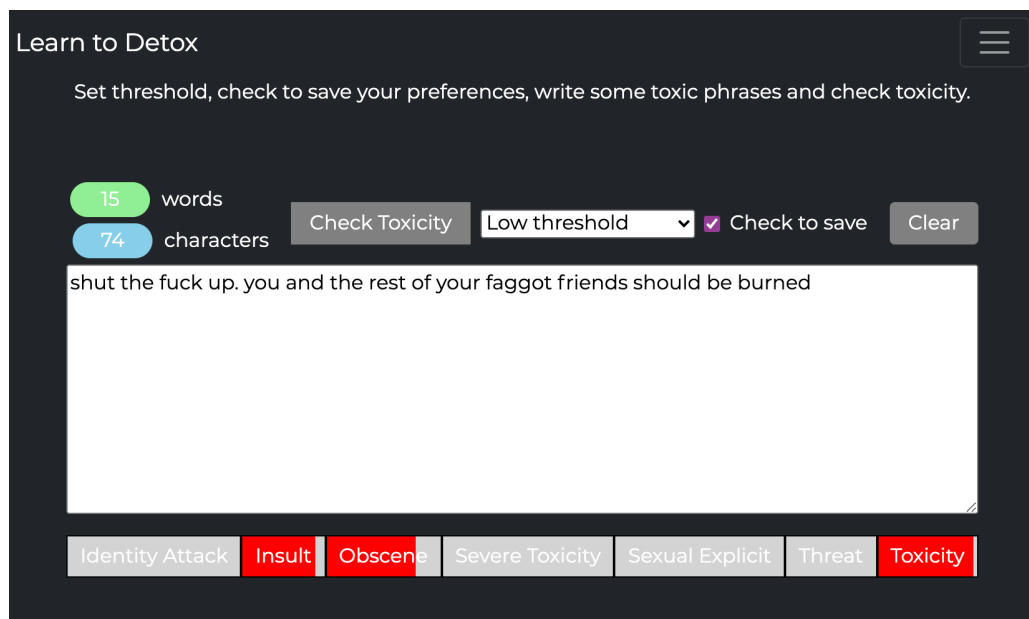 Learn to Detox
Set threshold, check to save your preferences, write some toxic phrases and check toxicity.
15 words
74 characters
Check Toxicity
Low threshold
Check to save
Clear
shut the fuck up. you and the rest of your faggot friends should be burned
Identity Attack
Insult
Obscene
Severe Toxicity
Sexual Explicit
Threat
Toxicity